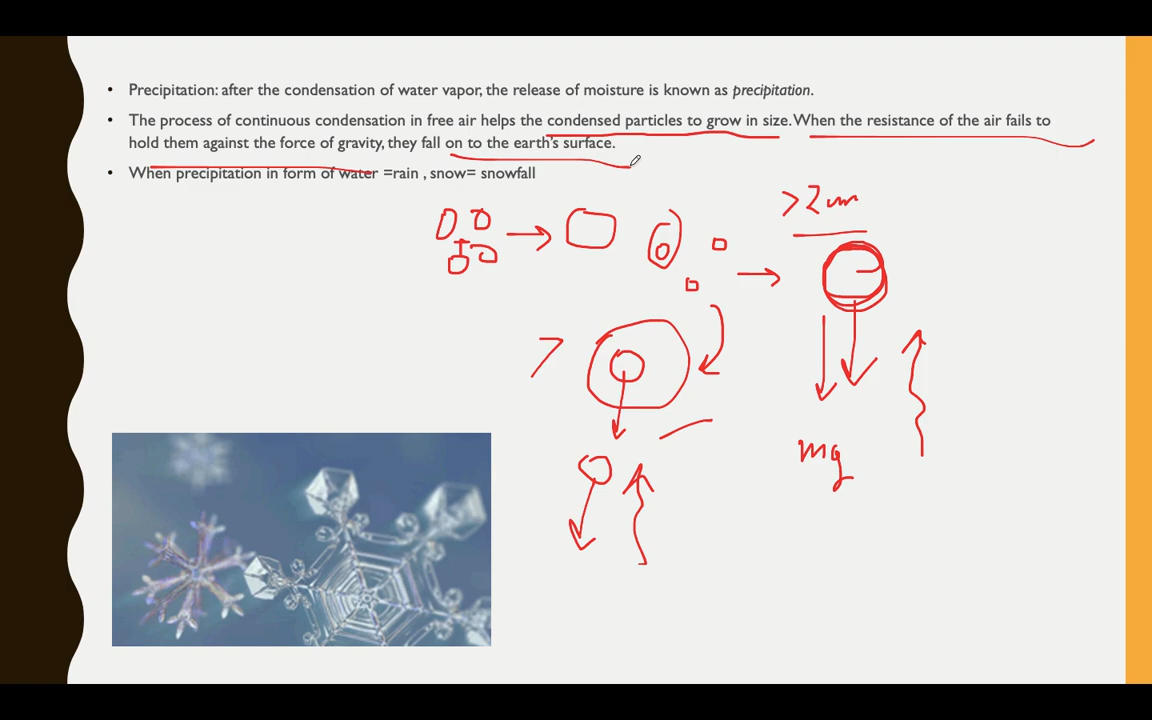 • Precipitation: after the condensation of water vapor, the release of moisture is known as precipitation.
• The process of continuous condensation in free air helps the condensed particles to grow in size. When the resistance of the air fails to
hold them against the force of gravity, they fall on to the earth's surface.
• When precipitation in form of water =rain , snow= snowfall
>2 mm
mg